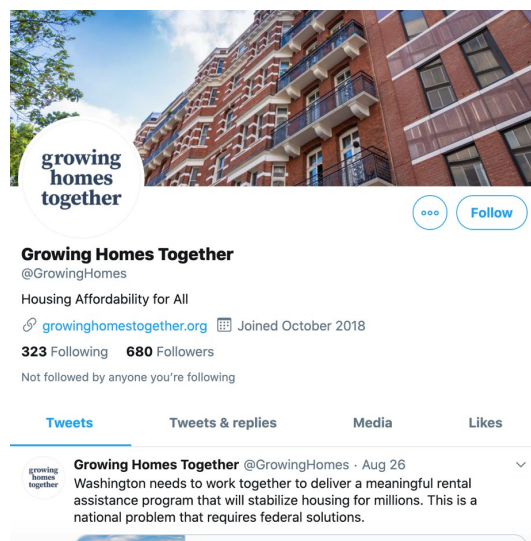 growing
homes
together
Follow
Growing Homes Together
@GrowingHomes
Housing Affordability for All
growinghomestogether.org Joined October 2018
323 Following 680 Followers
Not followed by anyone you’re following
Tweets Tweets & replies Media Likes
growing
homes
together
Growing Homes Together @GrowingHomes · Aug 26
Washington needs to work together to deliver a meaningful rental
assistance program that will stabilize housing for millions. This is a
national problem that requires federal solutions.